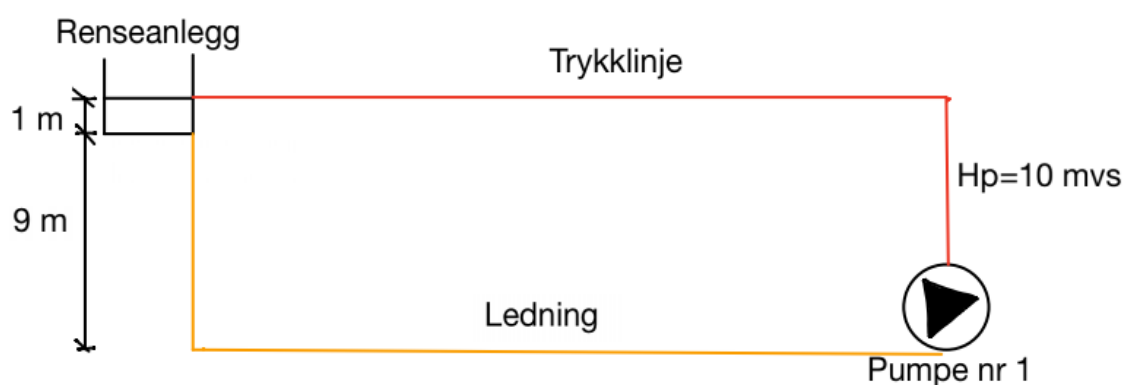 Renseanlegg
Trykklinje
1 m
Hp=10 mvs
9 m
Ledning
Pumpe nr 1